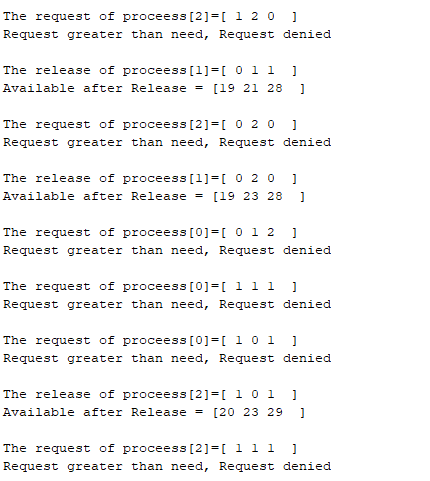 The request of proceess[2]=[ 1 2 0  ]
Request greater than need, Request denied
The release of proceess[1]=[ 0 1 1  ]
Available after Release = [19 21 28  ]
The request of proceess[2]=[ 0 2 0  ]
Request greater than need, Request denied
The release of proceess[1]=[ 0 2 0  ]
Available after Release = [19 23 28  ]
The request of proceess[0]=[ 0 1 2  ]
Request greater than need, Request denied
The request of proceess[0]=[ 1 1 1  ]
Request greater than need, Request denied
The request of proceess[0]=[ 1 0 1  ]
Request greater than need, Request denied
The release of proceess[2]=[ 1 0 1  ]
Available after Release = [20 23 29  ]
The request of proceess[2]=[ 1 1 1  ]
Request greater than need, Request denied